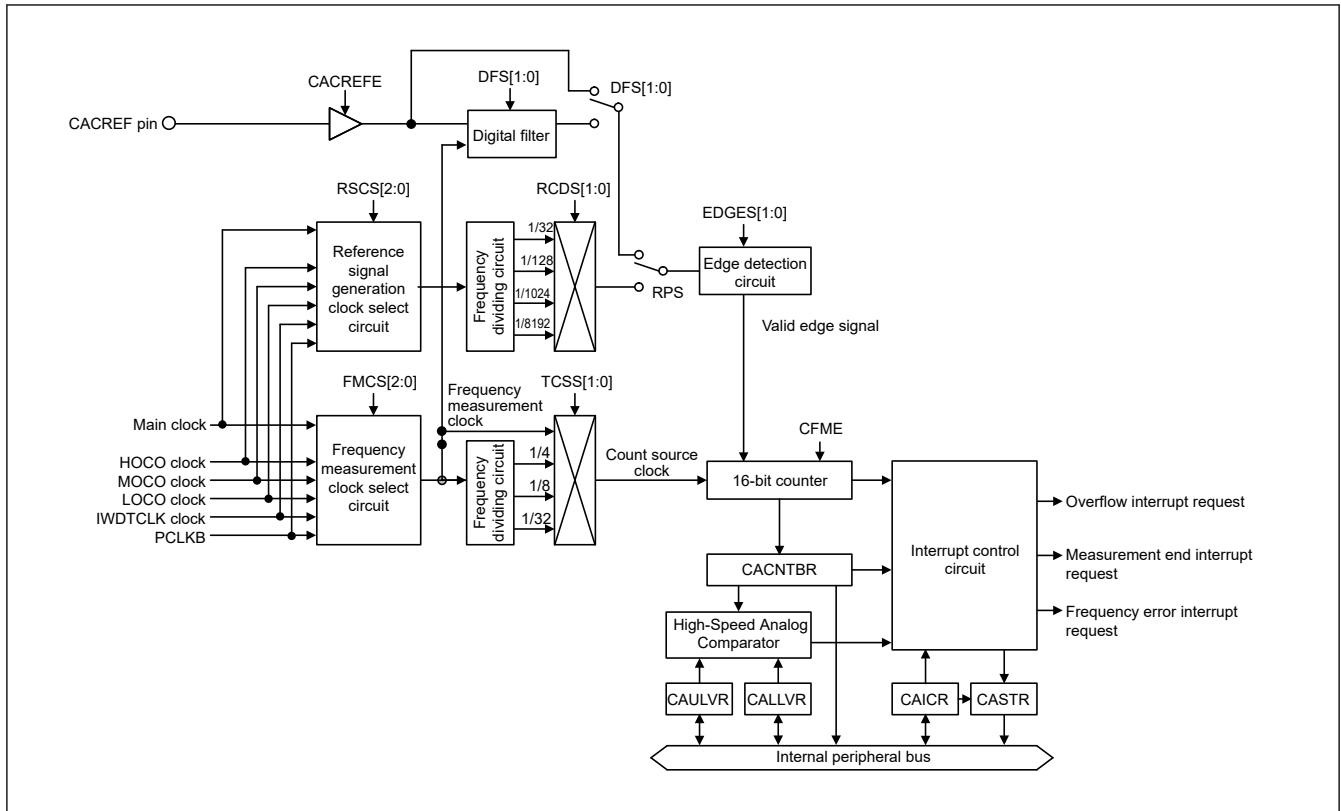 CACREFE
DFS[1:0]
DFS[1:0]
CACREF pin
Digital filter
RSCS[2:0]
RCDS[1:0]
EDGES[1:0]
Reference
signal
generation
clock select
circuit
Frequency
dividing circuit
1/32
1/128
1/1024
1/8192
RPS
Edge detection
circuit
Valid edge signal
FMCS[2:0]
Frequency
measurement
clock
TCSS[1:0]
Main clock
HOCO clock
MOCO clock
LOCO clock
IWDTCLK clock
PCLKB
Frequency
measurement
clock select
circuit
Frequency
dividing circuit
1/4
1/8
1/32
Count source
clock
CFME
16-bit counter
CACNTBR
High-Speed Analog
Comparator
CAULVR
CALLVR
Interrupt control
circuit
Overflow interrupt request
Measurement end interrupt
request
Frequency error interrupt
request
CAICR
CASTR
Internal peripheral bus